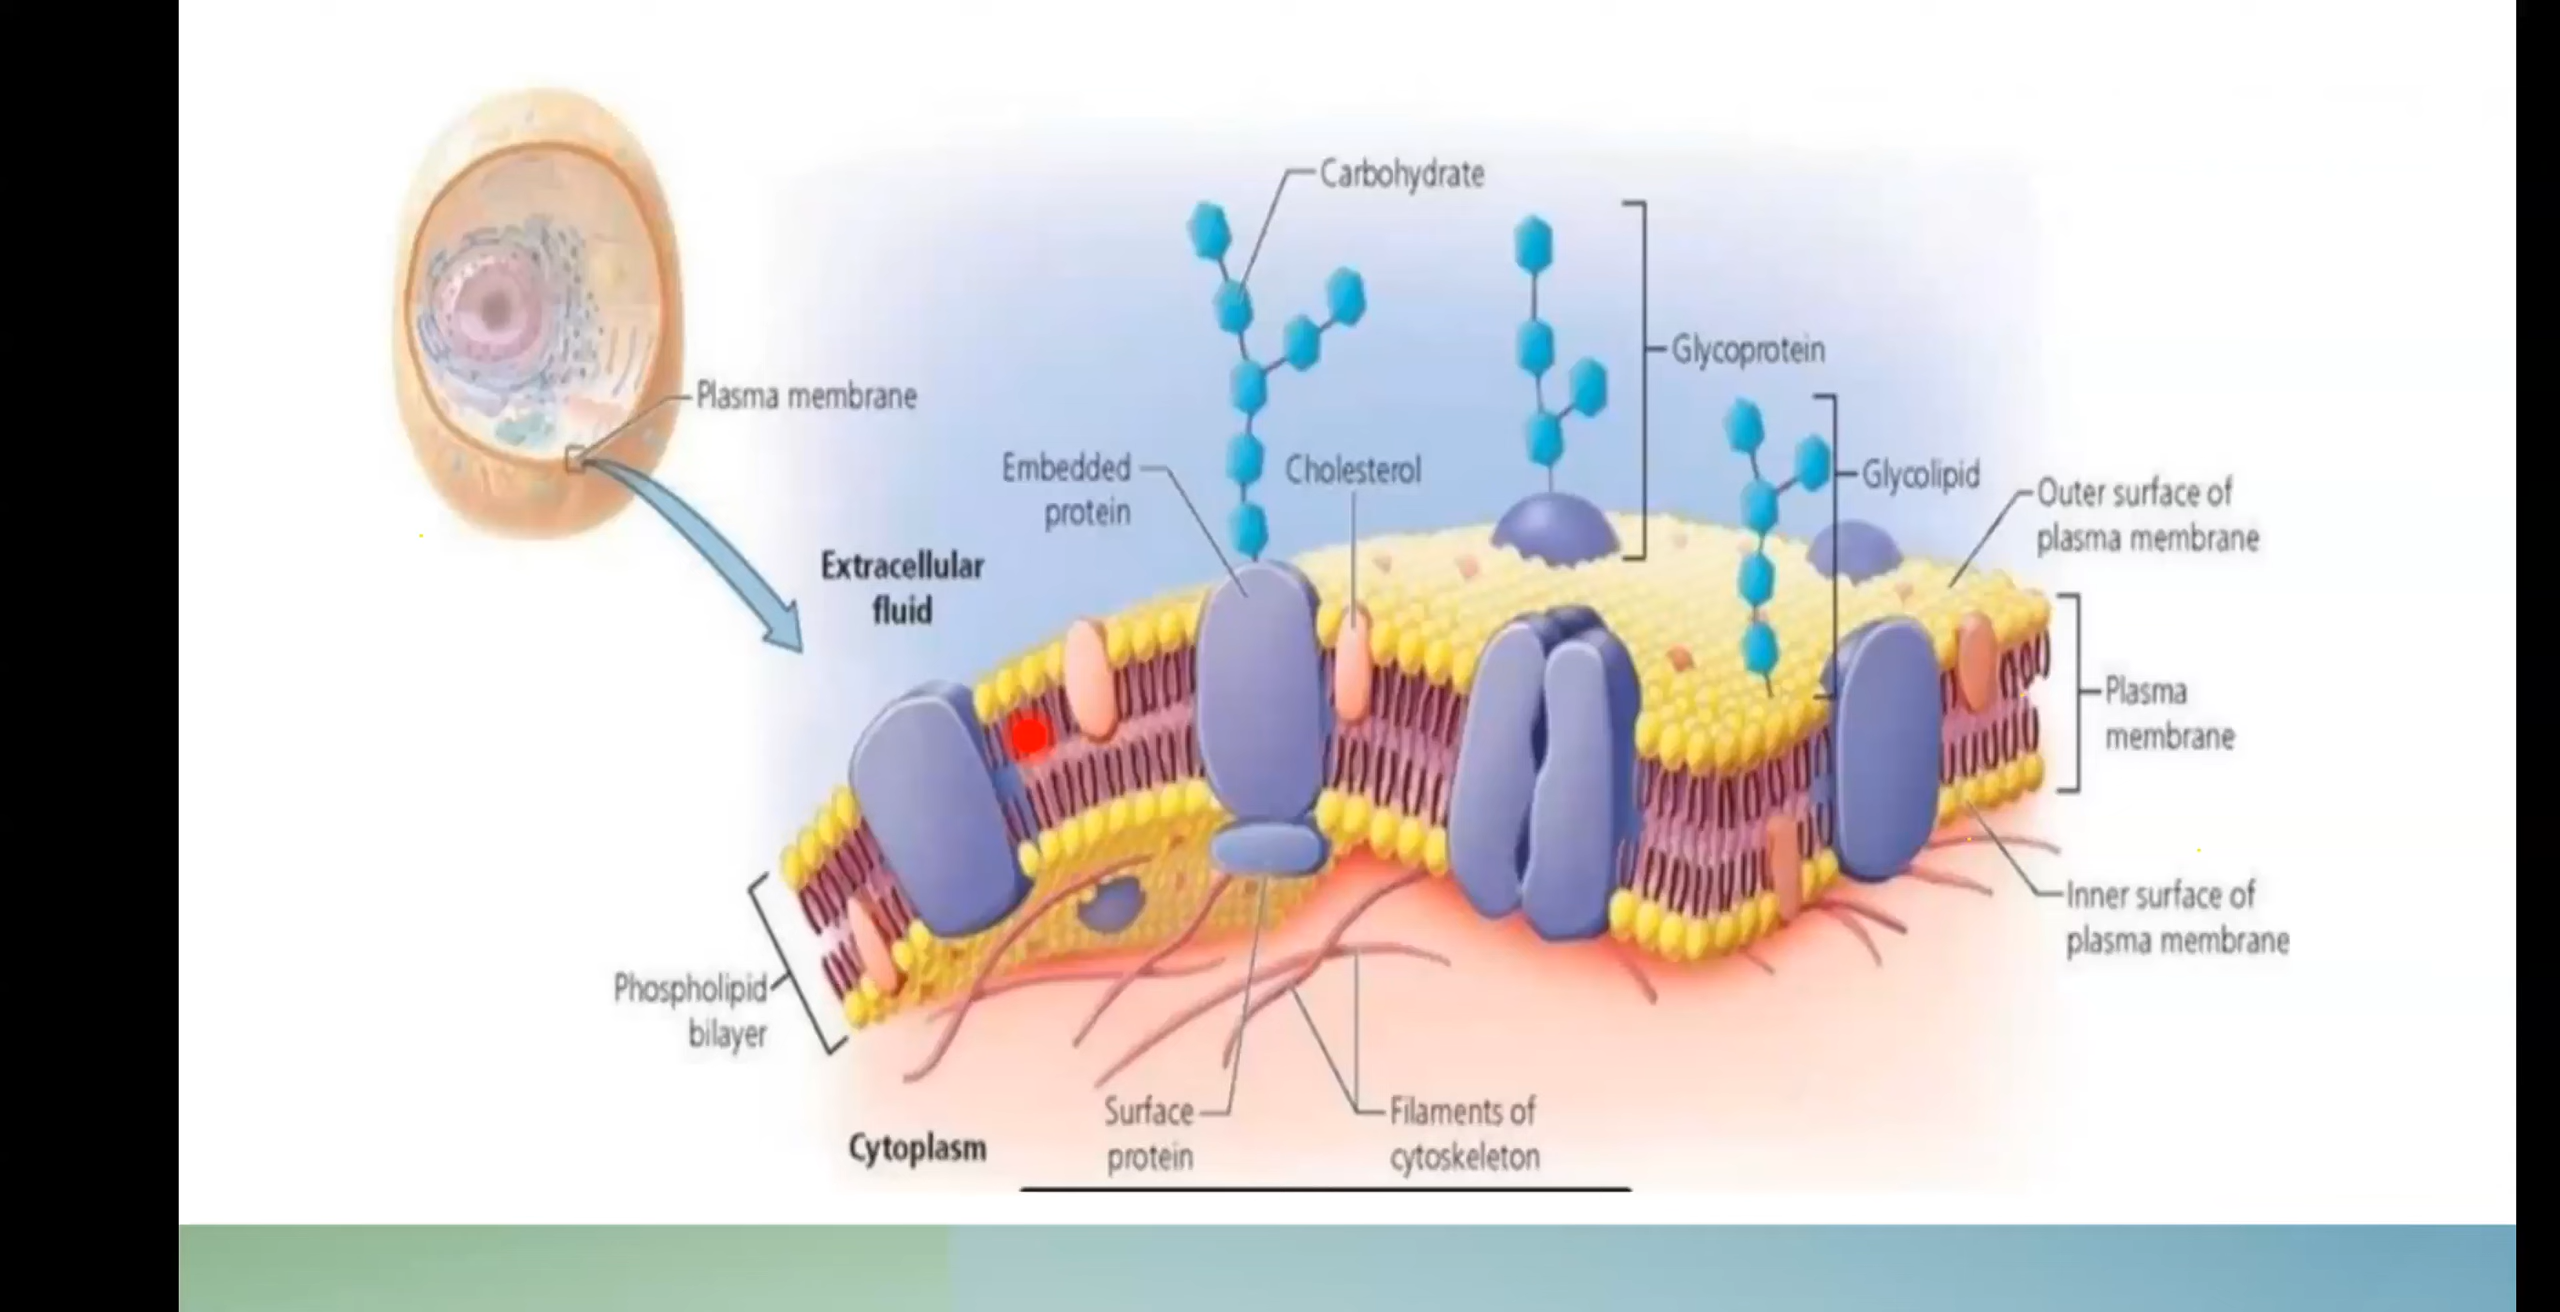 Carbohydrate
Glycoprotein
Plasma membrane
Embedded
protein
Cholesterol
Glycolipid
Outer surface of
plasma membrane
Extracellular
fluid
Plasma
membrane
Inner surface of
plasma membrane
Phospholipid
bilayer
Surface
protein
Filaments of
cytoskeleton
Cytoplasm